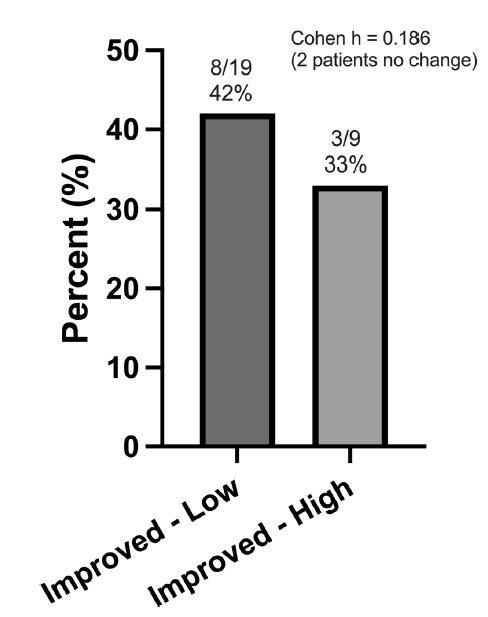 Cohen h = 0.186
(2 patients no change)
50
40
30
20
10
0
Percent (%)
8/19
42%
3/9
33%
Improved - Low
Improved - High